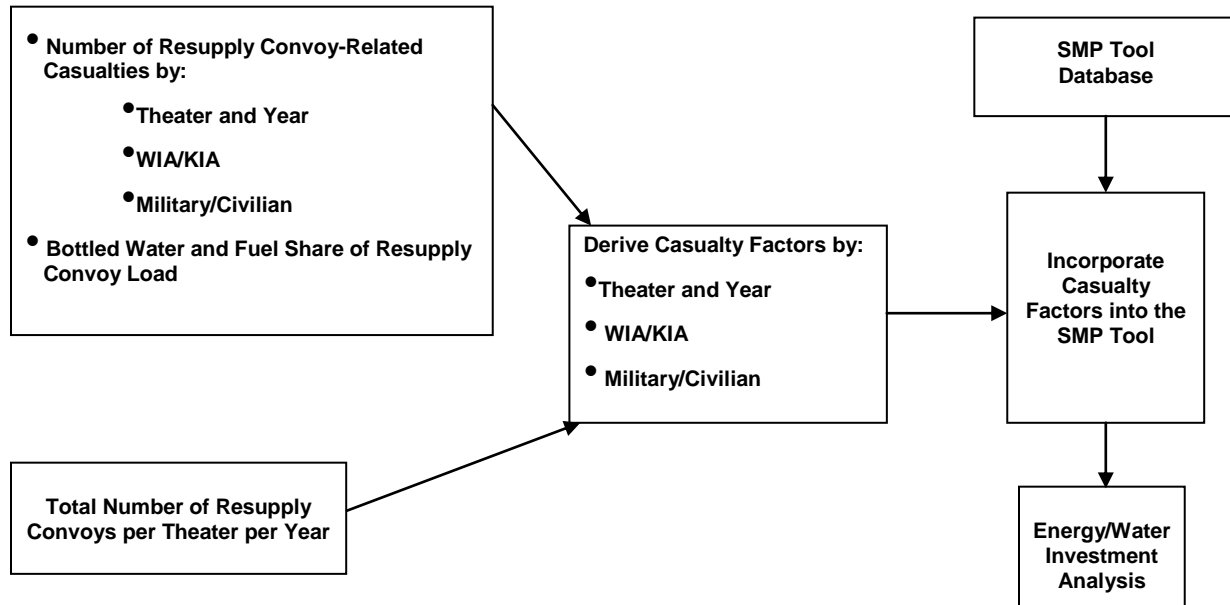 • Number of Resupply Convoy-Related
Casualties by:
•Theater and Year
•WIA/KIA
•Military/Civilian
• Bottled Water and Fuel Share of Resupply
Convoy Load
Total Number of Resupply
Convoys per Theater per Year
Derive Casualty Factors by:
•Theater and Year
• WIA/KIA
• Military/Civilian
SMP Tool
Database
Incorporate
Casualty
Factors into the
SMP Tool
Energy/Water
Investment
Analysis